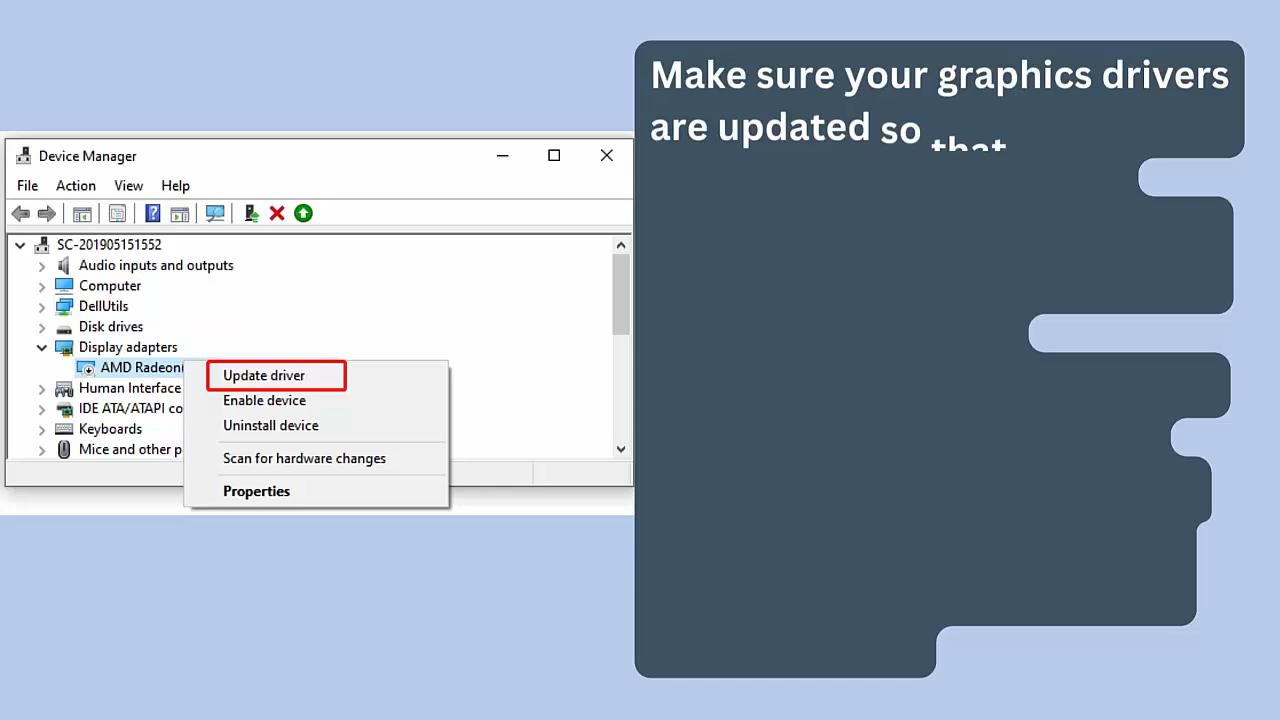 Make sure your graphics drivers
are updated so that
Device Manager
File Action View Help
SC-201905151552
Audio inputs and outputs
Computer
DellUtils
Disk drives
Display adapters
AMD Radeon(
Human Interface
IDE ATA/ATAPI co
Keyboards
Mice and other p
Update driver
Enable device
Uninstall device
Scan for hardware changes
Properties